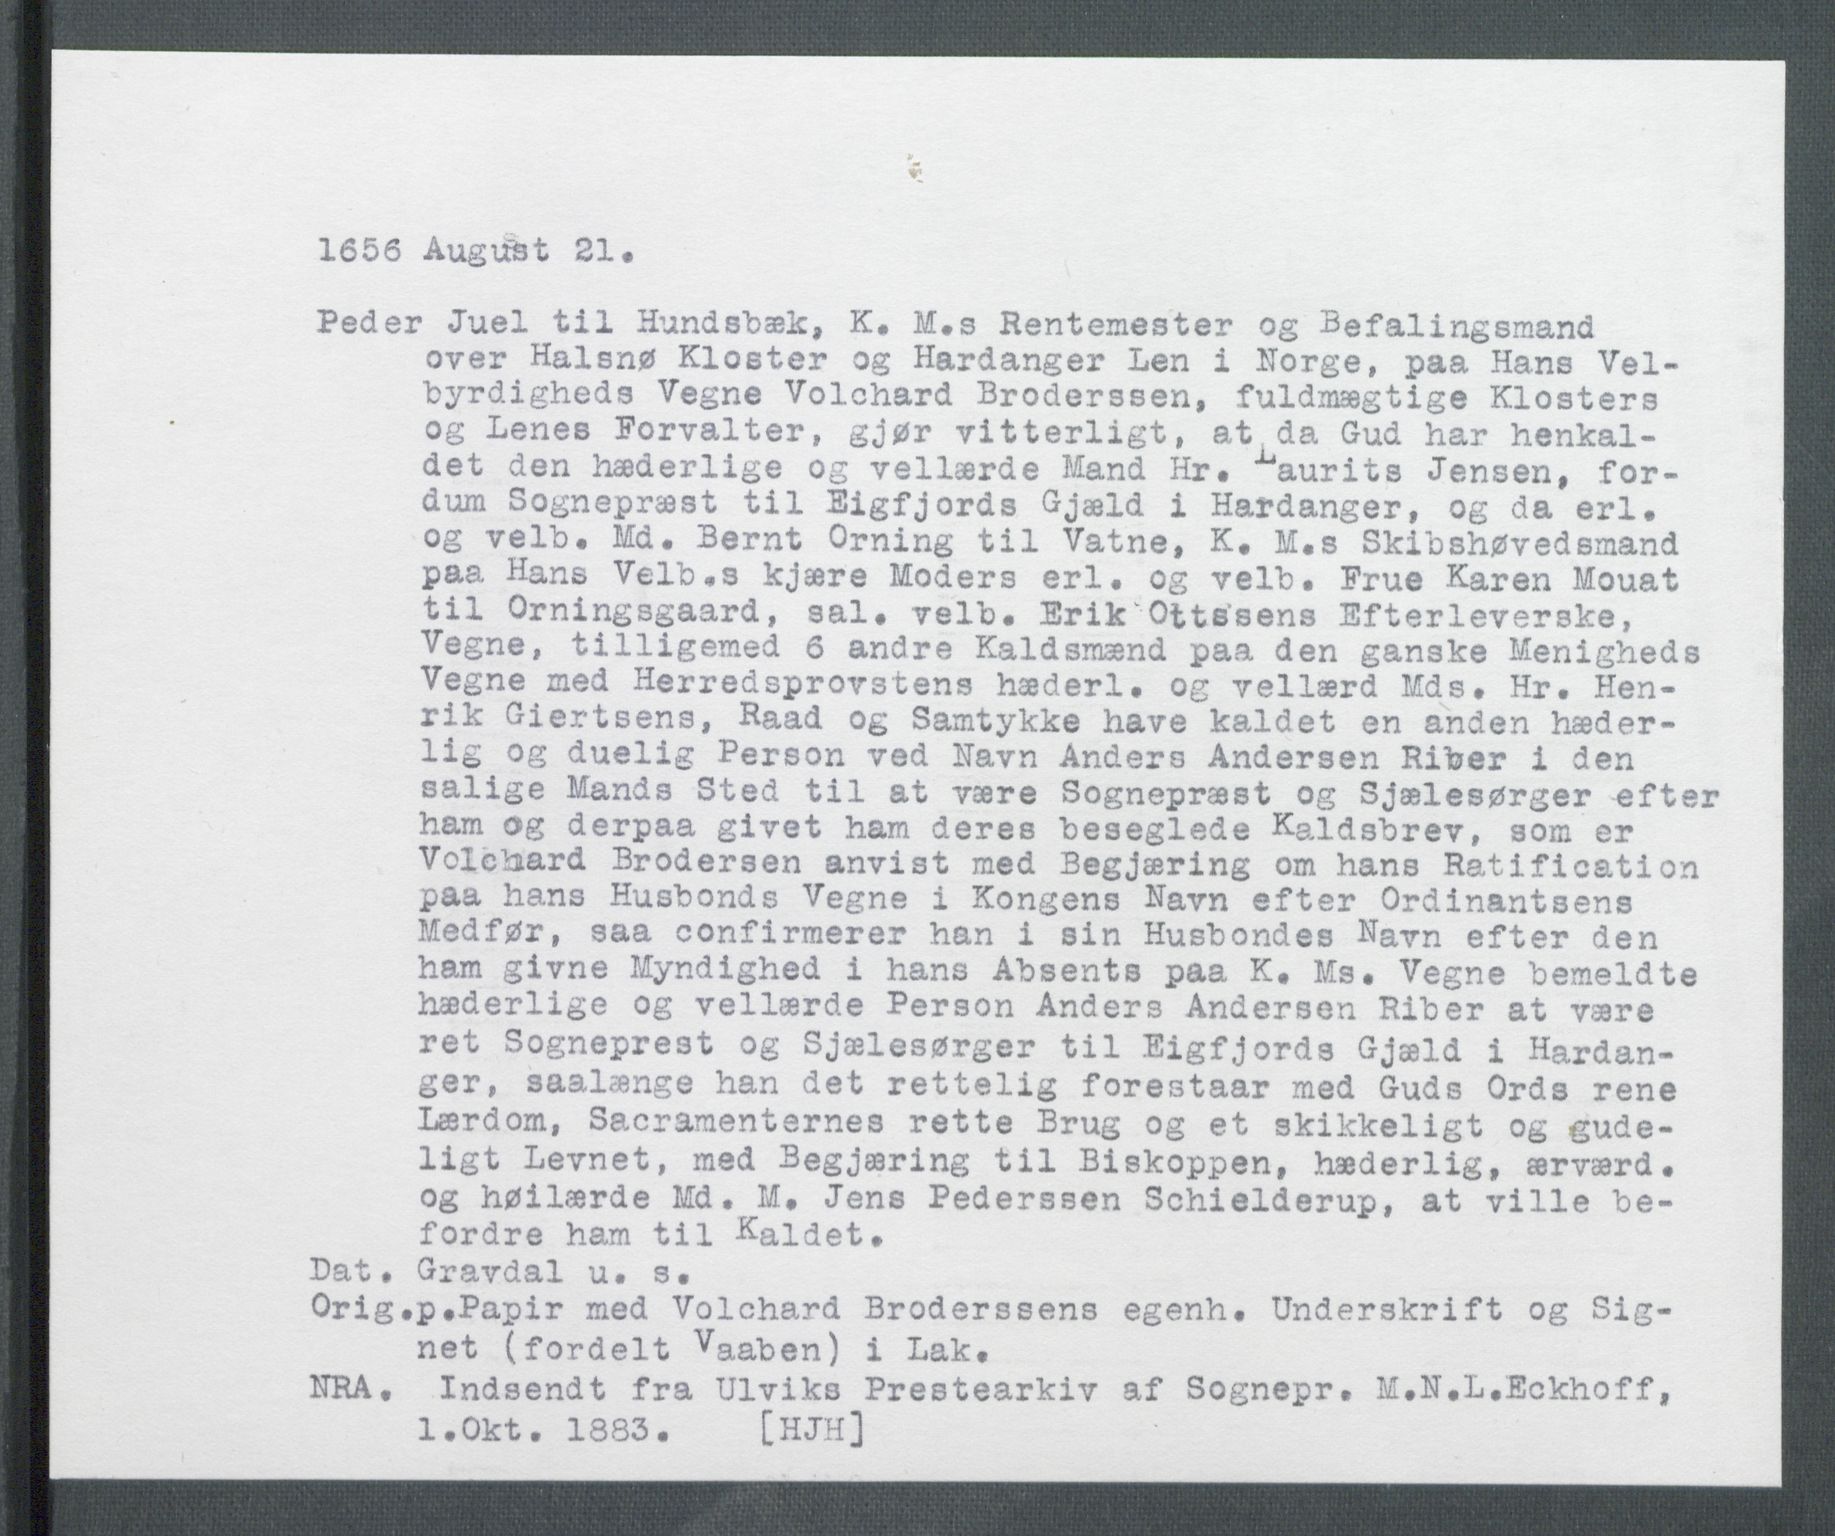 1656 August 21.
Peder Juel til Hundsbæk, K. M.s Rentemester og Befalingsmand
over Halsnø Kloster og Hardanger Len i Norge, paa Hans Vel-
byrdigheds Vegne Volchard Broderssen, fuldmægtige Klosters
og Lenes Forvalter, gjør vitterligt, at da Gud har henkal-
det den hæderlige og vellærde Mand Hr. Laurits Jensen, for-
dum Sognepræst til Eigfjords Gjæld i Hardanger, og da erl.
og velb. Md. Bernt Orning til Vatne, K. M.s Skibshøvedsmand
paa Hans Velb.s kjære Moders erl. og velb. Frue Karen Mouat
til Orningsgaard, sal. velb. Erik Ottssens Efterleverske,
Vegne, tilligemed 6 andre Kaldsmænd paa den ganske Menigheds
Vegne med Herredsprovstens hæderl. og vellærd Mds. Hr. Hen-
rik Giertsens, Raad og Samtykke have kaldet en anden hæder-
lig og duelig Person ved Navn Anders Andersen Riber i den
salige Mands Sted til at være Sognepræst og Sjælesørger efter
ham og derpaa givet ham deres beseglede Kaldsbrev, som er
Volchard Brodersen anvist med Begjæring om hans Ratification
paa hans Husbonds Vegne i Kongens Navn efter Ordinantsens
Medfør, saa confirmerer han i sin Husbondes Navn efter den
ham givne Myndighed i hans Absents paa K. Ms. Vegne bemeldte
hæderlige og vellærde Person Anders Andersen Riber at være
ret Sogneprest og Sjælesørger til Eigfjords Gjæld i Hardan-
ger, saalænge han det rettelig forestaar med Guds Ords rene
Lærdom, Sacramenternes rette Brug og et skikkeligt og gude-
ligt Levnet, med Begjæring til Biskoppen, hæderlig, ærværd.
og høilærde Md. M. Jens Pederssen Schielderup, at ville be-
fordre ham til Kaldet.
Dat. Gravdal u. s.
Orig.p.Papir med Volchard Broderssens egenh. Underskrift og Sig-
net (fordelt Vaaben) i Lak.
NRA. Indsendt fra Ulviks Prestearkiv af Sognepr. M.N.L.Eckhoff,
1.Okt. 1883. [HJH]